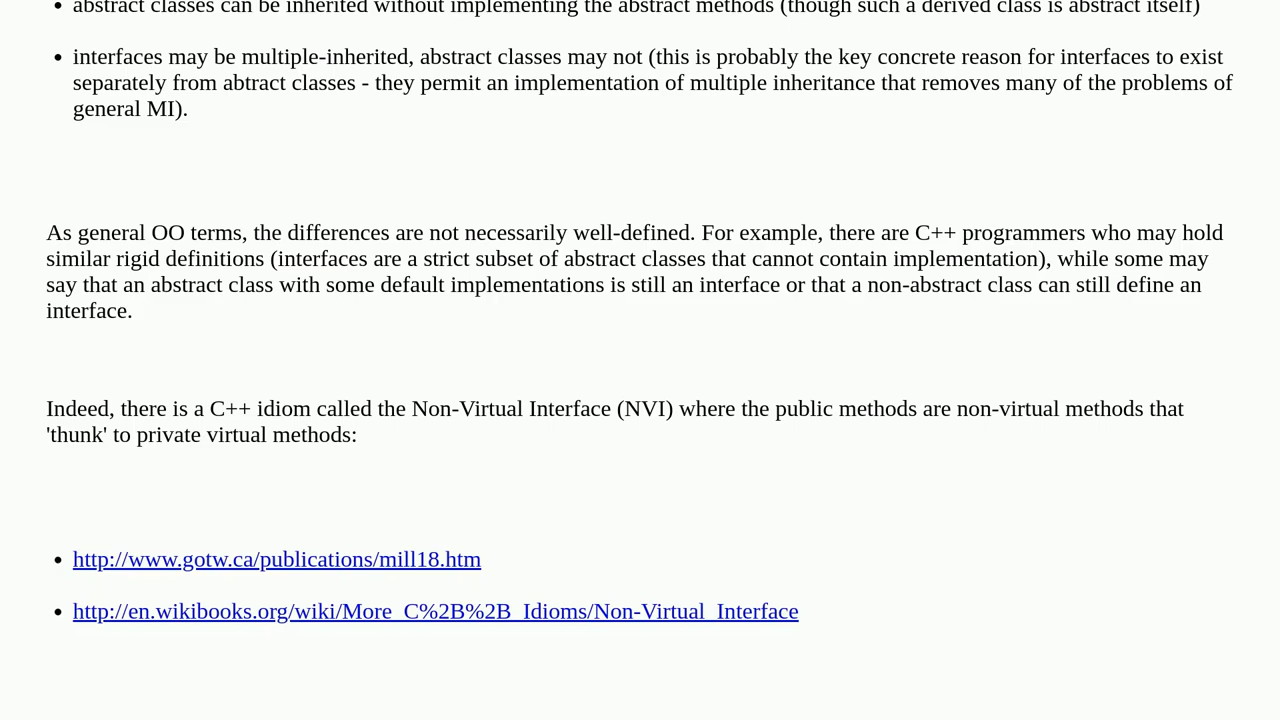 abstract classes can be inherited without implementing the abstract methods (though such a derived class is abstract itself)
interfaces may be multiple-inherited, abstract classes may not (this is probably the key concrete reason for interfaces to exist
separately from abtract classes - they permit an implementation of multiple inheritance that removes many of the problems of
general MI).
As general OO terms, the differences are not necessarily well-defined. For example, there are C++ programmers who may hold
similar rigid definitions (interfaces are a strict subset of abstract classes that cannot contain implementation), while some may
say that an abstract class with some default implementations is still an interface or that a non-abstract class can still define an
interface.
Indeed, there is a C++ idiom called the Non-Virtual Interface (NVI) where the public methods are non-virtual methods that
'thunk' to private virtual methods:
http://www.gotw.ca/publications/mill18.htm
http://en.wikibooks.org/wiki/More_C%2B%2B_Idioms/Non-Virtual_Interface